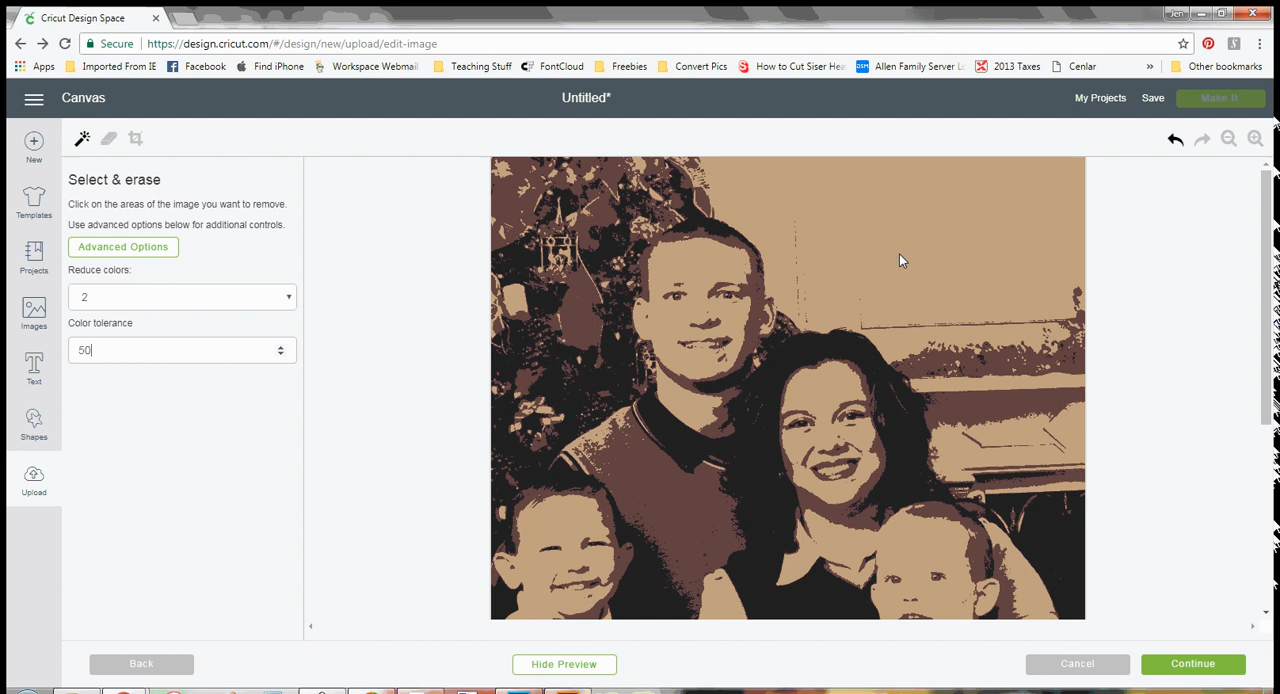 Cricut Design Space
Jen
Secure
https://design.cricut.com/#/design/new/upload/edit-image
Apps
Imported From IE
Facebook
Find iPhone
Workspace Webmail
Teaching Stuff
FontCloud
Freebies
Convert Pics
How to Cut Siser Hea
DSM
Allen Family Server Lo
2013 Taxes
Cenlar
»
Other bookmarks
Canvas
Untitled*
My Projects
Save
Make It
New
Templates
Projects
Images
Text
Shapes
Upload
Select & erase
Click on the areas of the image you want to remove.
Use advanced options below for additional controls.
Advanced Options
Reduce colors:
2
Color tolerance
50
Back
Hide Preview
Cancel
Continue